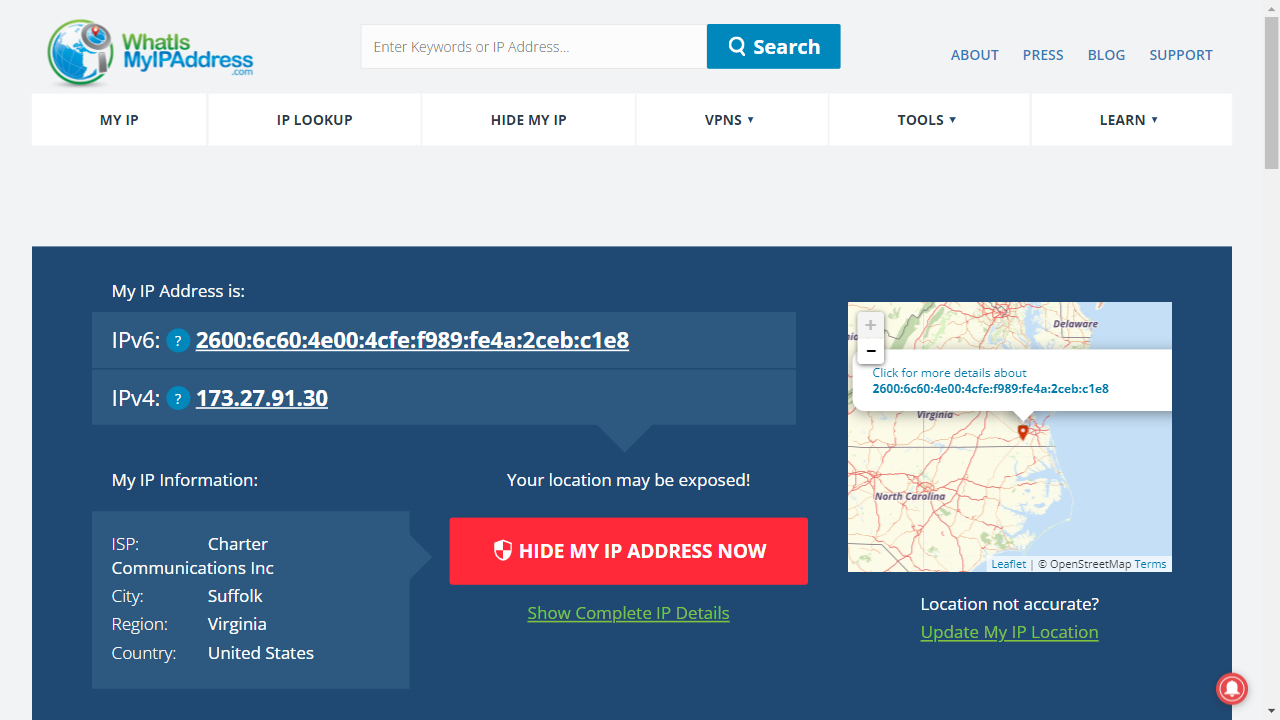 WhatIs
MyIPAddress
.com
Enter Keywords or IP Address...
Search
ABOUT
PRESS
BLOG
SUPPORT
MY IP
IP LOOKUP
HIDE MY IP
VPNS ▾
TOOLS ▾
LEARN ▾
My IP Address is:
IPv6: ? 2600:6c60:4e00:4cfe:f989:fe4a:2ceb:c1e8
IPv4: ? 173.27.91.30
My IP Information:
ISP: Charter
Communications Inc
City: Suffolk
Region: Virginia
Country: United States
Your location may be exposed!
HIDE MY IP ADDRESS NOW
Show Complete IP Details
+
−
Delaware
Click for more details about
2600:6c60:4e00:4cfe:f989:fe4a:2ceb:c1e8
Virginia
North Carolina
Leaflet | © OpenStreetMap Terms
Location not accurate?
Update My IP Location